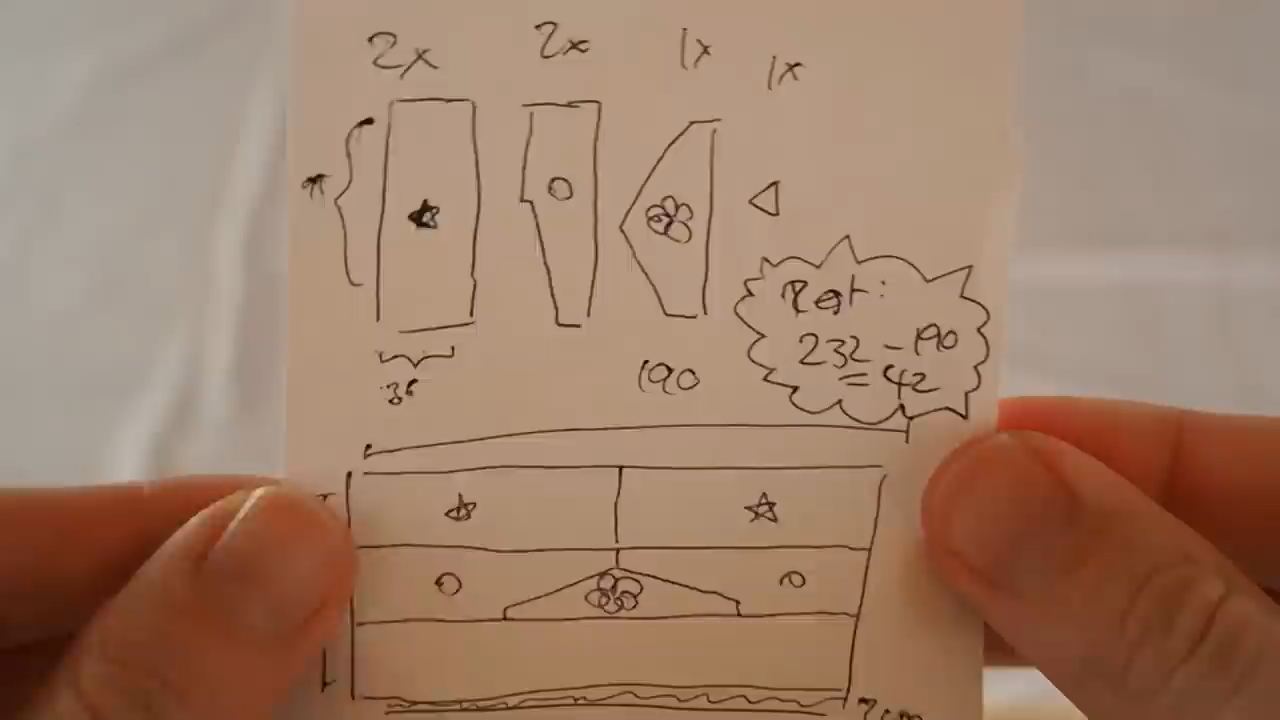 2x 2x 1x 1x
Rest:
232 - 190
= 42
36
190